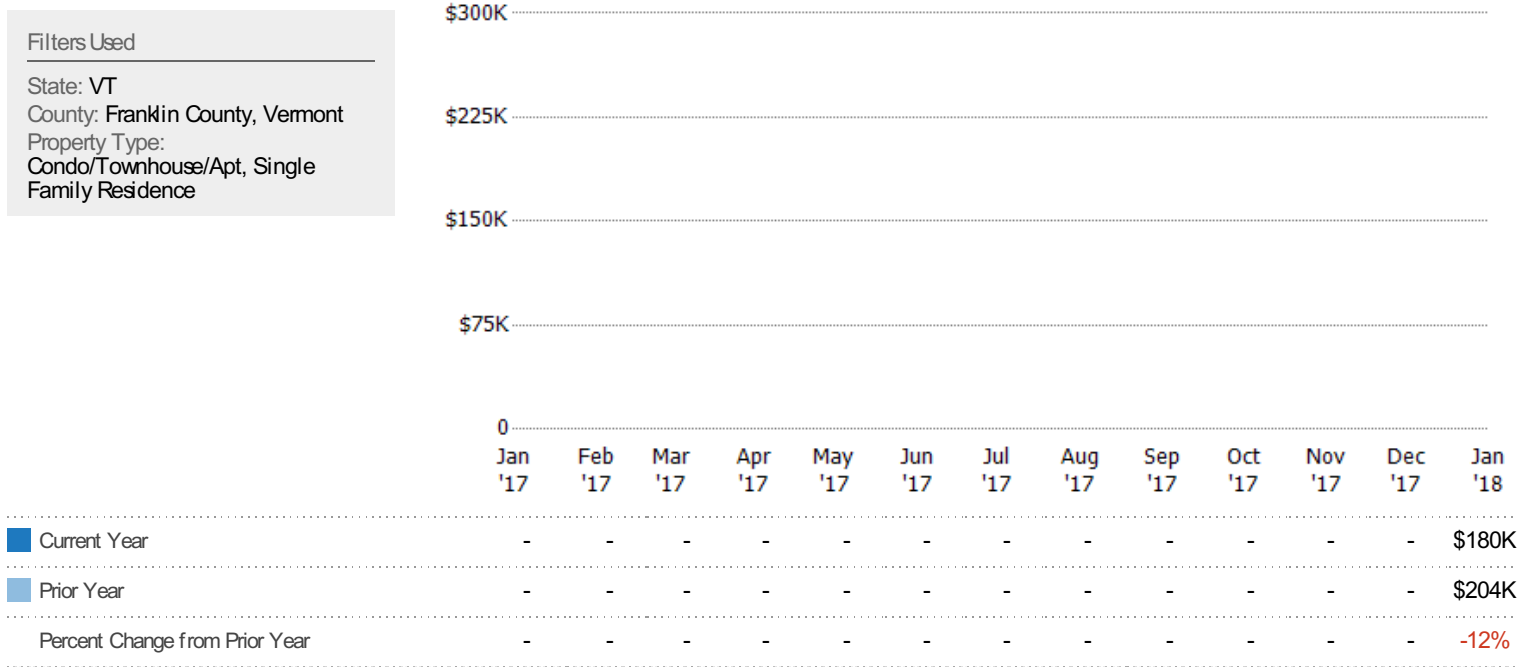 Filters Used
State: VT
County: Franklin County, Vermont
Property Type:
Condo/Townhouse/Apt, Single
Family Residence
$300K
$225K
$150K
$75K
0
Jan Feb Mar Apr May Jun Jul Aug Sep Oct Nov Dec Jan
'17 '17 '17 '17 '17 '17 '17 '17 '17 '17 '17 '17 '18
Current Year - - - - - - - - - - - - $180K
Prior Year - - - - - - - - - - - - $204K
Percent Change from Prior Year - - - - - - - - - - - - -12%